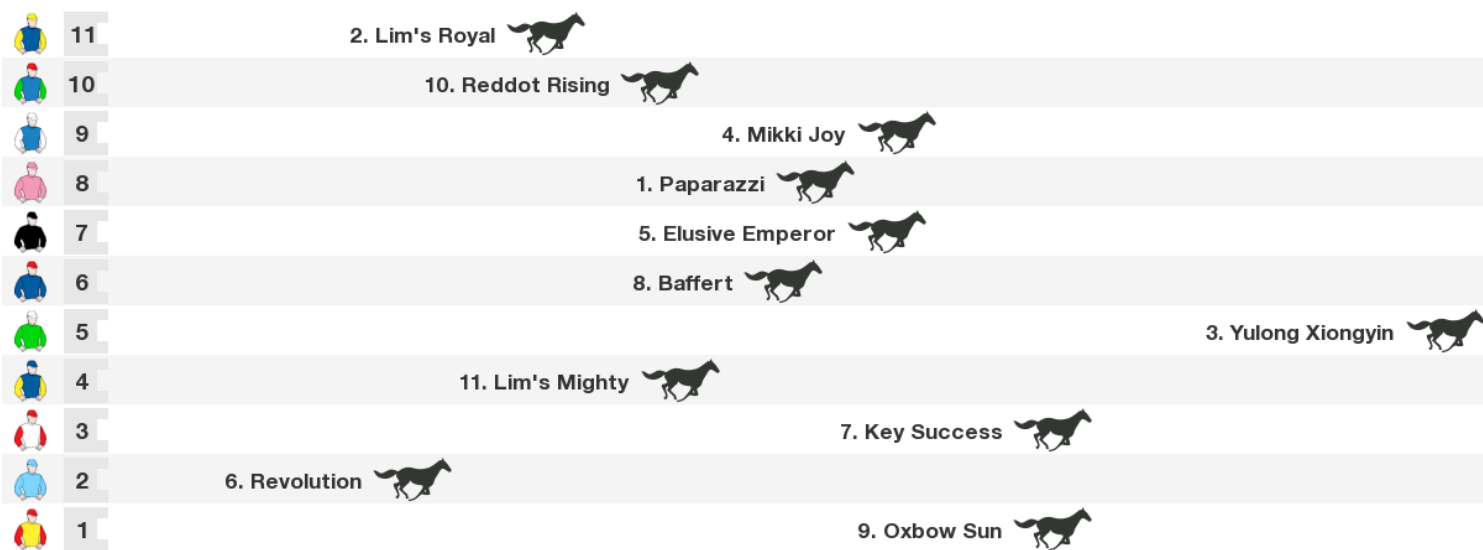 11 2. Lim's Royal
10 10. Reddot Rising
9 4. Mikki Joy
8 1. Paparazzi
7 5. Elusive Emperor
6 8. Baffert
5 3. Yulong Xiongyin
4 11. Lim's Mighty
3 7. Key Success
2 6. Revolution
1 9. Oxbow Sun